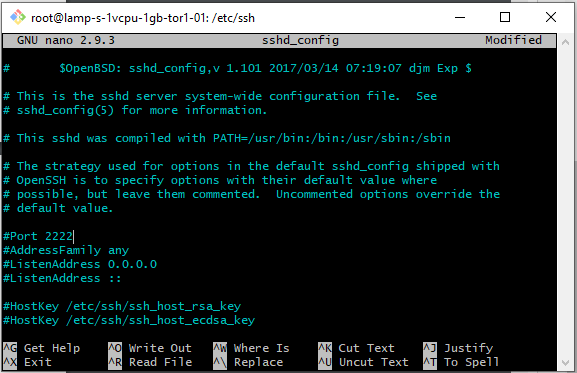 root@lamp-s-1vcpu-1gb-tor1-01: /etc/ssh
GNU nano 2.9.3 sshd_config Modified
# $OpenBSD: sshd_config,v 1.101 2017/03/14 07:19:07 djm Exp $
# This is the sshd server system-wide configuration file. See
# sshd_config(5) for more information.
# This sshd was compiled with PATH=/usr/bin:/bin:/usr/sbin:/sbin
# The strategy used for options in the default sshd_config shipped with
# OpenSSH is to specify options with their default value where
# possible, but leave them commented. Uncommented options override the
# default value.
#Port 2222
#AddressFamily any
#ListenAddress 0.0.0.0
#ListenAddress ::
#HostKey /etc/ssh/ssh_host_rsa_key
#HostKey /etc/ssh/ssh_host_ecdsa_key
^G Get Help ^O Write Out ^W Where Is ^K Cut Text ^J Justify
^X Exit ^R Read File ^\ Replace ^U Uncut Text ^T To Spell